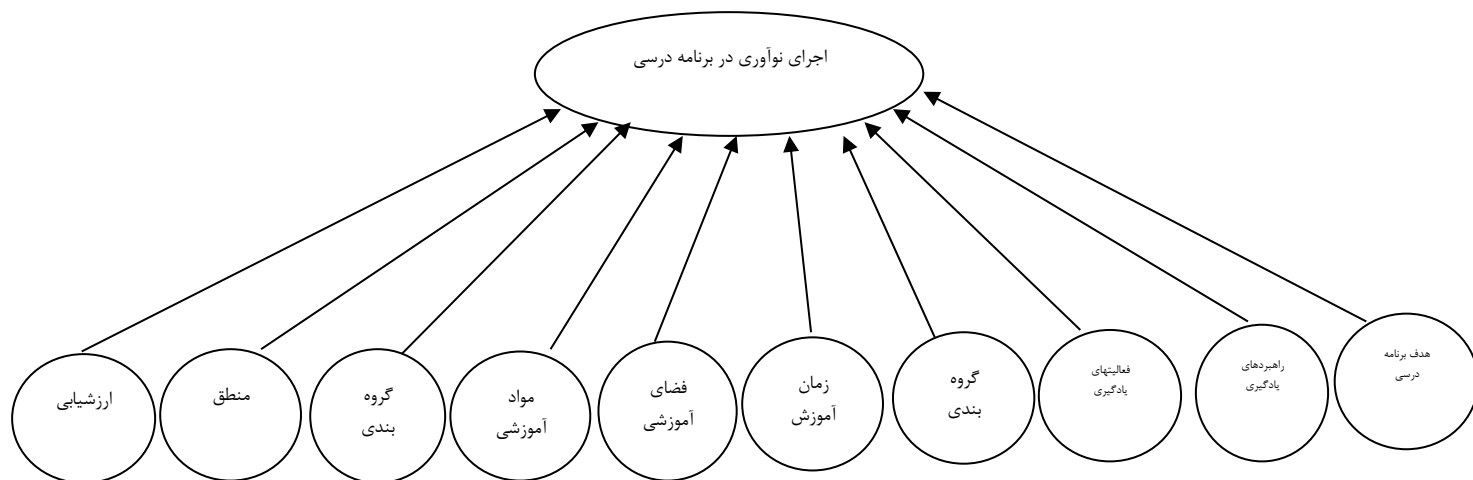 اجرای نوآوری در برنامه درسی
هدف برنامه
درسی
راهبردهای
یادگیری
فعالیتهای
یادگیری
گروه
بندی
زمان
آموزش
فضای
آموزشی
مواد
آموزشی
گروه
بندی
منطق
ارزشیابی